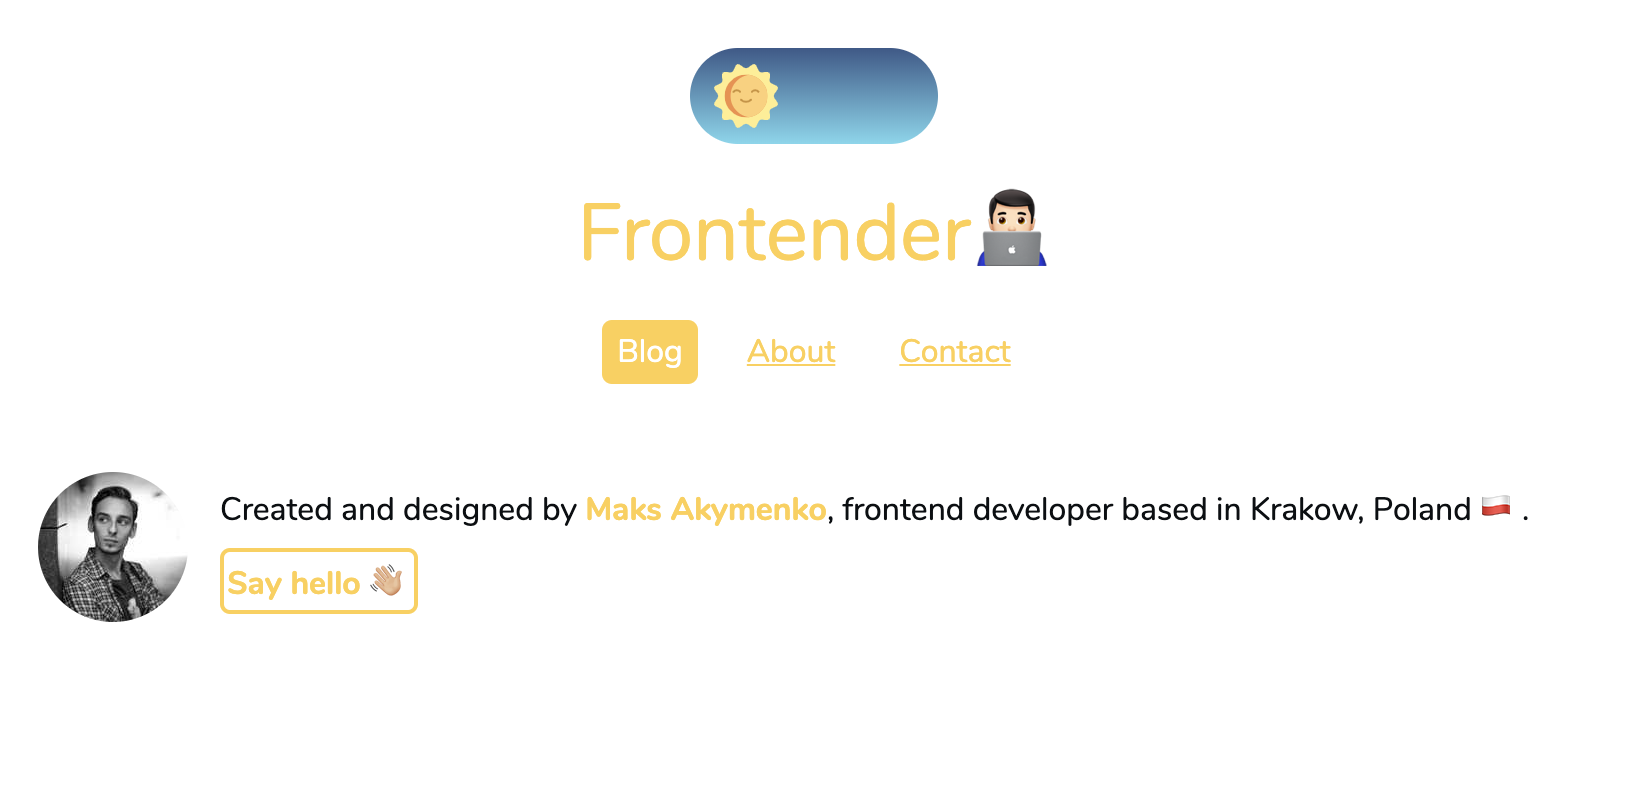 Frontender
Blog About Contact
Created and designed by Maks Akymenko, frontend developer based in Krakow, Poland 🇵🇱 .
Say hello 👋🏼